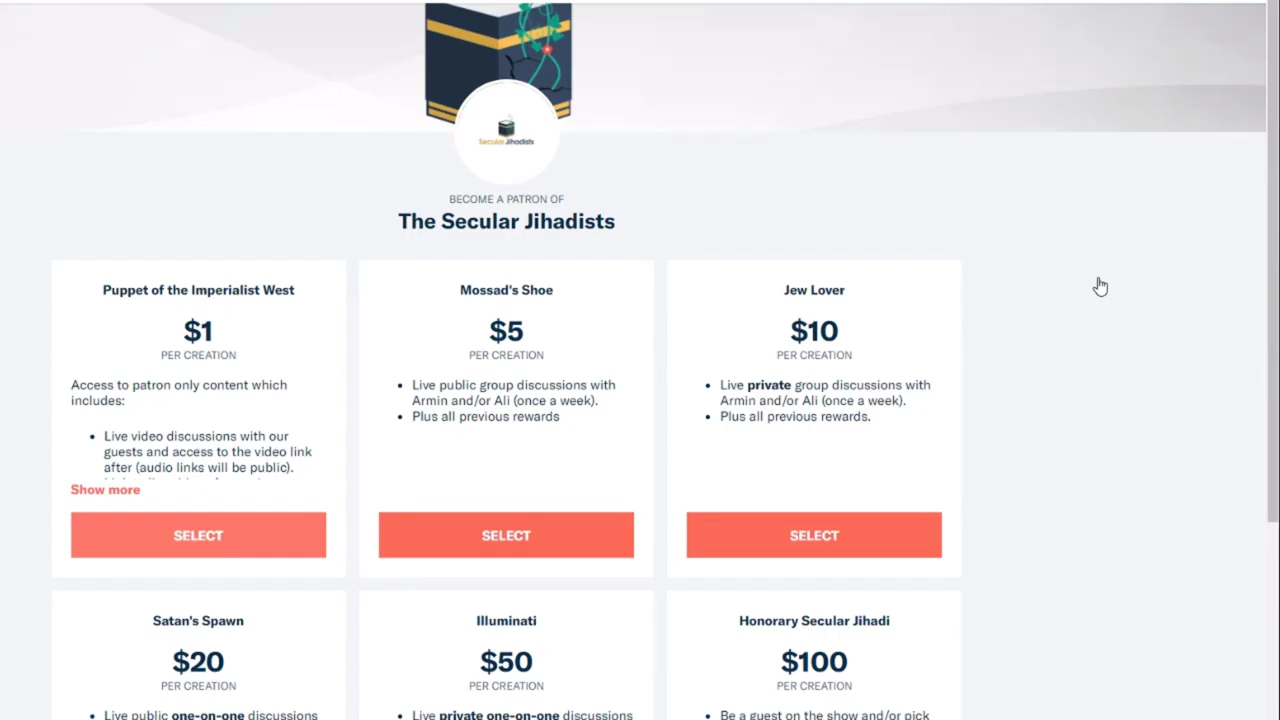 Secular Jihadists
BECOME A PATRON OF
The Secular Jihadists
Puppet of the Imperialist West
$1
PER CREATION
Access to patron only content which
includes:
• Live video discussions with our
guests and access to the video link
after (audio links will be public).
Show more
SELECT
Mossad's Shoe
$5
PER CREATION
• Live public group discussions with
Armin and/or Ali (once a week).
• Plus all previous rewards
SELECT
Jew Lover
$10
PER CREATION
• Live private group discussions with
Armin and/or Ali (once a week).
• Plus all previous rewards.
SELECT
Satan's Spawn
$20
PER CREATION
• Live public one-on-one discussions
Illuminati
$50
PER CREATION
• Live private one-on-one discussions
Honorary Secular Jihadi
$100
PER CREATION
• Be a guest on the show and/or pick